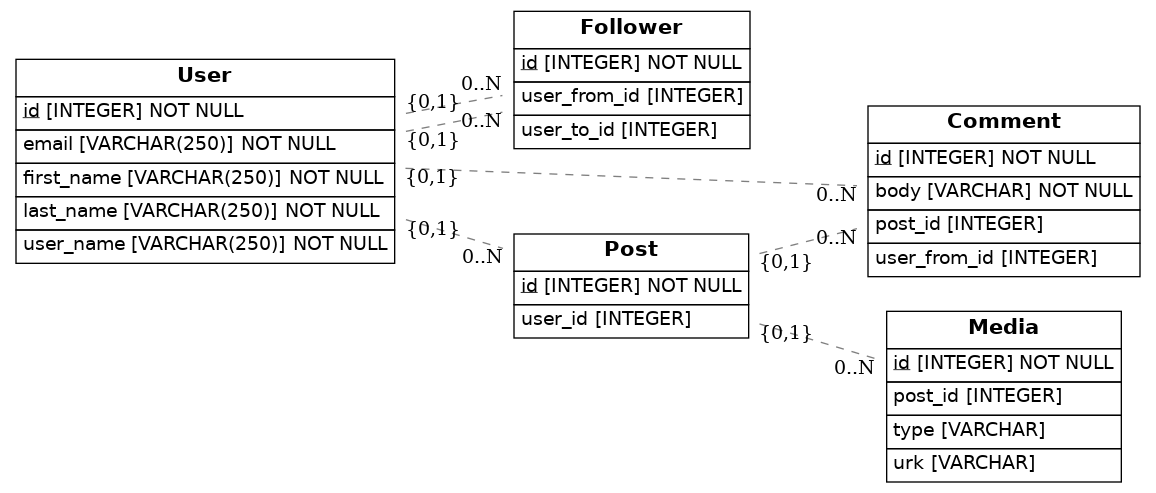 User
id [INTEGER] NOT NULL
email [VARCHAR(250)] NOT NULL
first_name [VARCHAR(250)] NOT NULL
last_name [VARCHAR(250)] NOT NULL
user_name [VARCHAR(250)] NOT NULL
{0,1}
0..N
{0,1}
0..N
{0,1}
0..N
{0,1}
0..N
Follower
id [INTEGER] NOT NULL
user_from_id [INTEGER]
user_to_id [INTEGER]
Post
id [INTEGER] NOT NULL
user_id [INTEGER]
{0,1}
0..N
{0,1}
0..N
Comment
id [INTEGER] NOT NULL
body [VARCHAR] NOT NULL
post_id [INTEGER]
user_from_id [INTEGER]
Media
id [INTEGER] NOT NULL
post_id [INTEGER]
type [VARCHAR]
urk [VARCHAR]